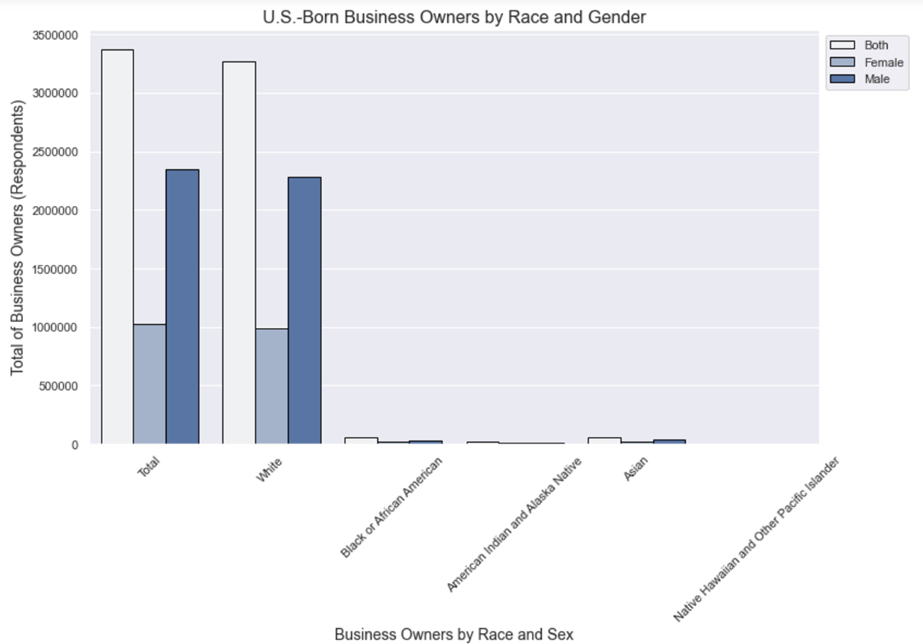 U.S.-Born Business Owners by Race and Gender
Both
Female
Male
Total of Business Owners (Respondents)
3500000
3000000
2500000
2000000
1500000
1000000
500000
0
Total
White
Black or African American
American Indian and Alaska Native
Asian
Native Hawaiian and Other Pacific Islander
Business Owners by Race and Sex